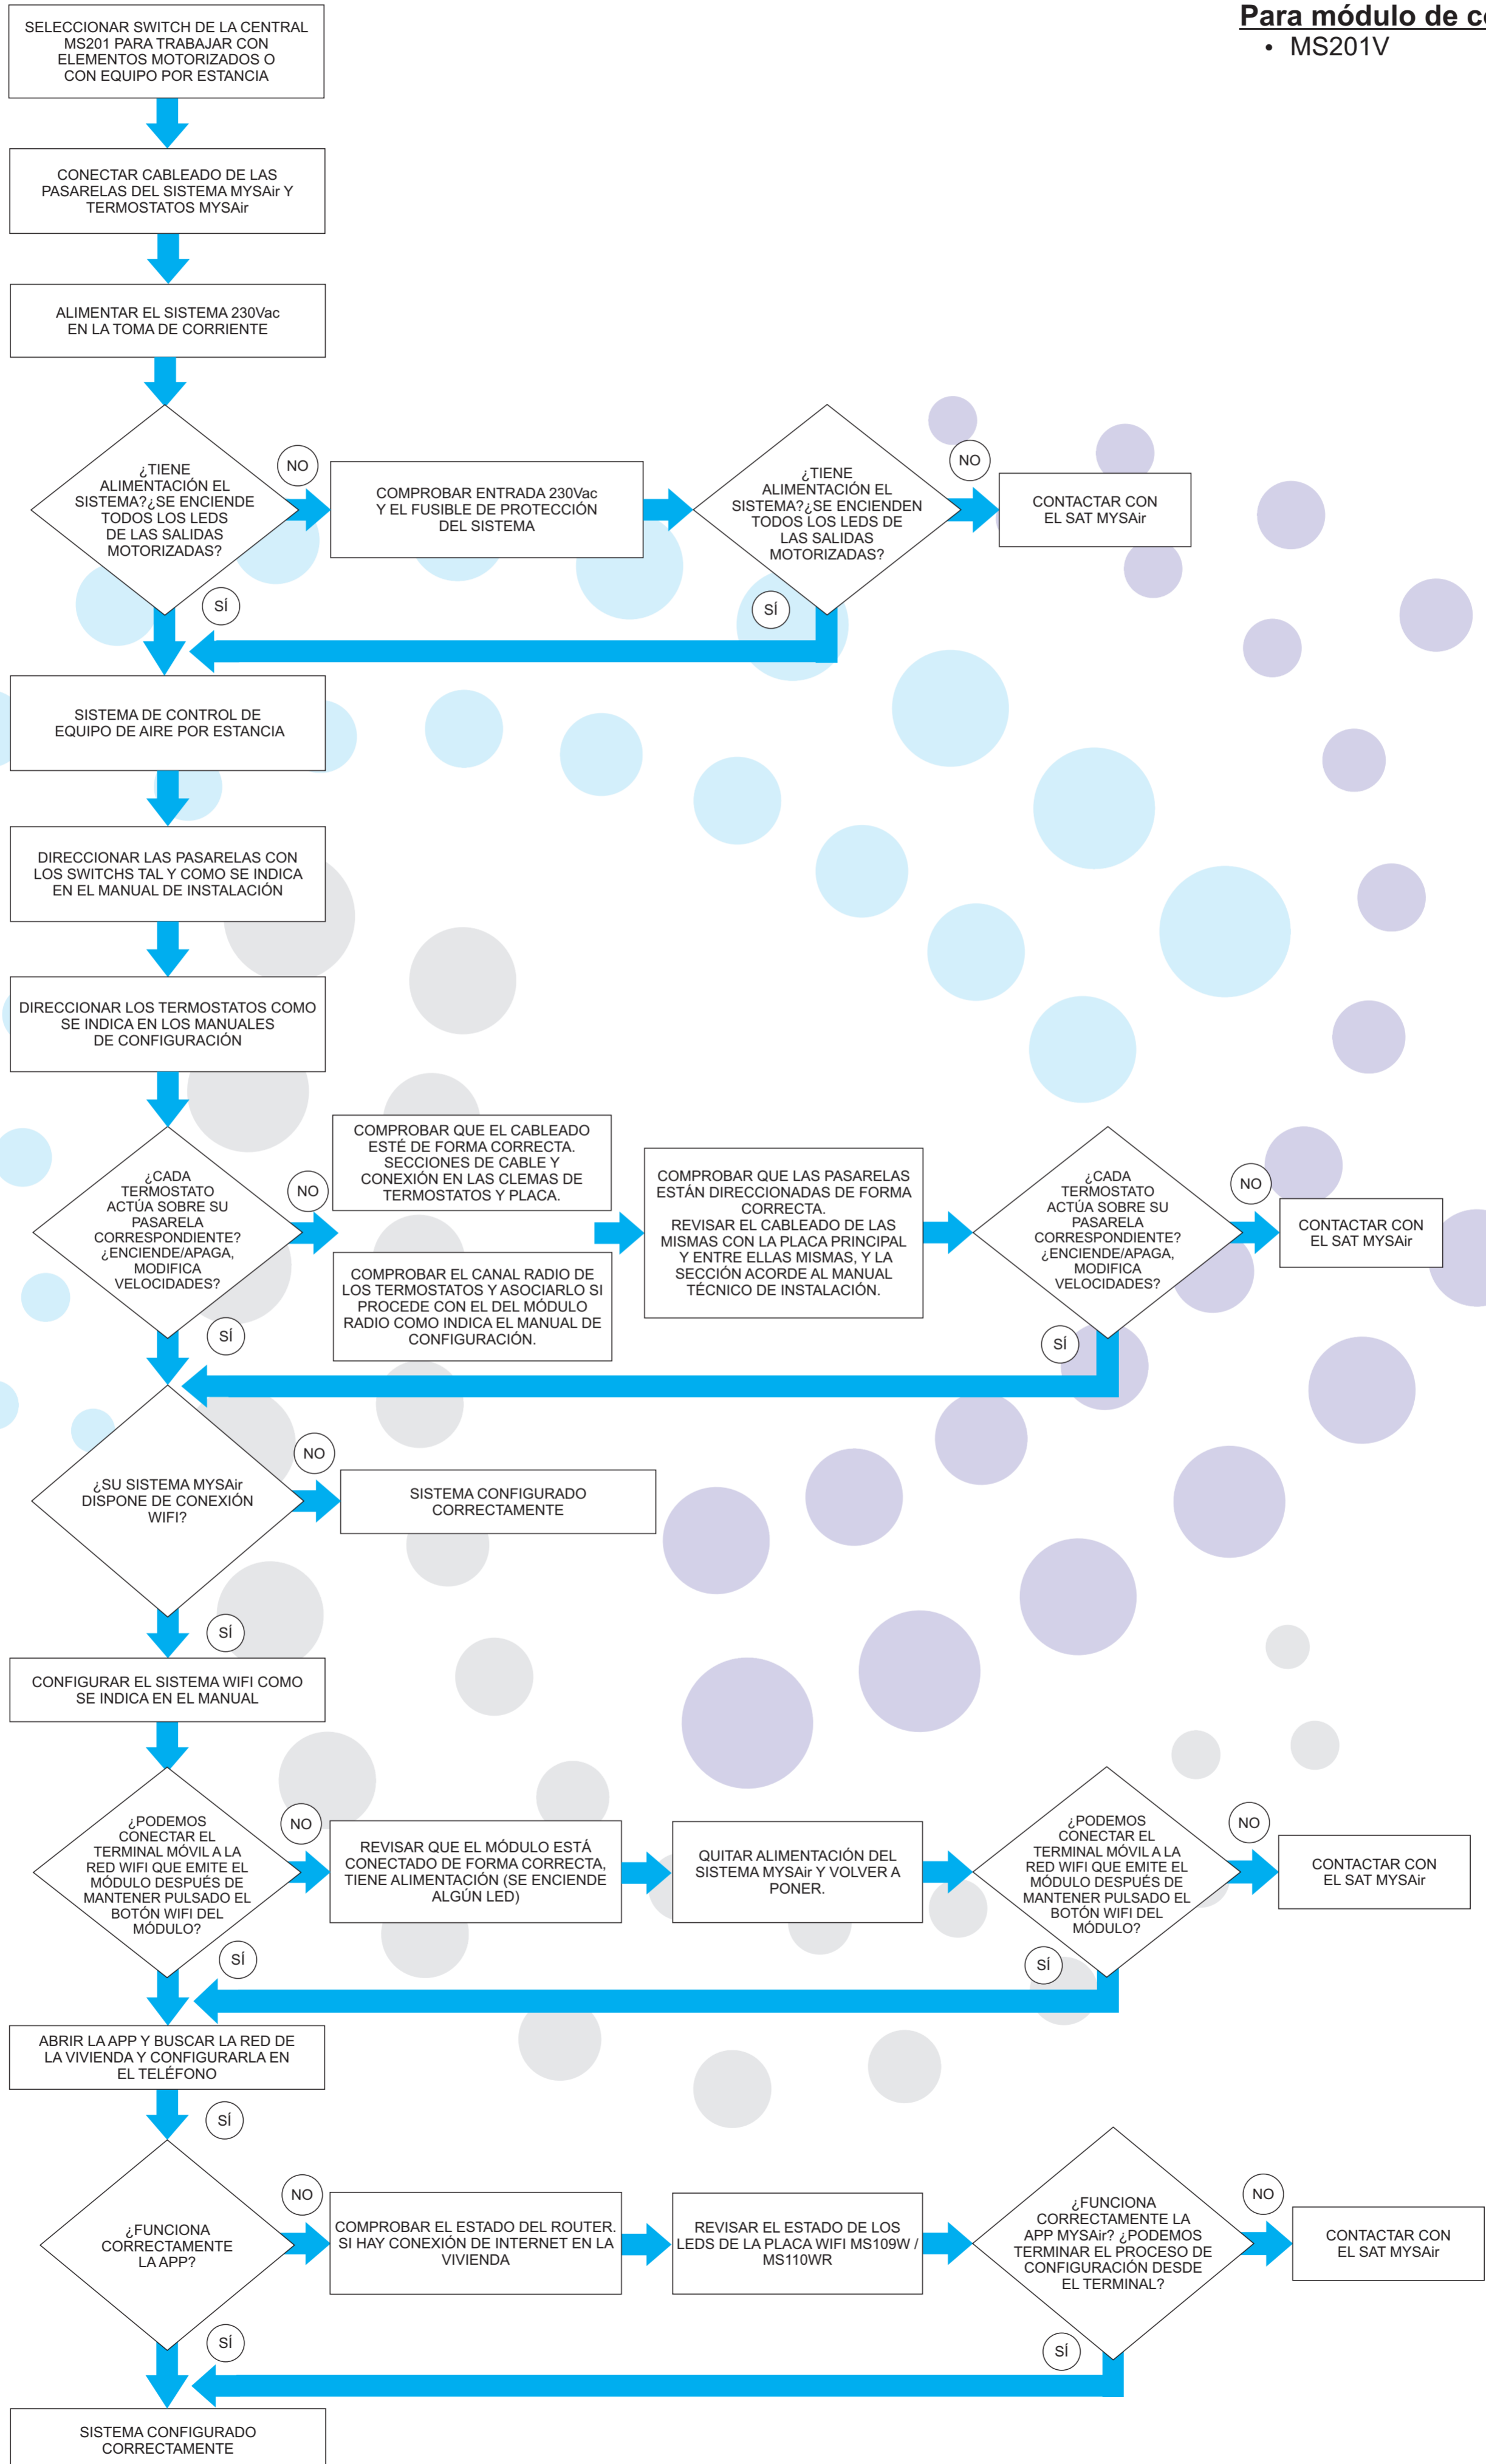 Para módulo de
• MS201V
SELECCIONAR SWITCH DE LA CENTRAL
MS201 PARA TRABAJAR CON
ELEMENTOS MOTORIZADOS O
CON EQUIPO POR ESTANCIA
CONECTAR CABLEADO DE LAS
PASARELAS DEL SISTEMA MYSAir Y
TERMOSTATOS MYSAir
ALIMENTAR EL SISTEMA 230Vac
EN LA TOMA DE CORRIENTE
¿TIENE
ALIMENTACIÓN EL
SISTEMA?¿SE ENCIENDE
TODOS LOS LEDS
DE LAS SALIDAS
MOTORIZADAS?
NO
COMPROBAR ENTRADA 230Vac
Y EL FUSIBLE DE PROTECCIÓN
DEL SISTEMA
¿TIENE
ALIMENTACIÓN EL
SISTEMA?¿SE ENCIENDEN
TODOS LOS LEDS DE
LAS SALIDAS
MOTORIZADAS?
NO
CONTACTAR CON
EL SAT MYSAir
SÍ
SÍ
SISTEMA DE CONTROL DE
EQUIPO DE AIRE POR ESTANCIA
DIRECCIONAR LAS PASARELAS CON
LOS SWITCHS TAL Y COMO SE INDICA
EN EL MANUAL DE INSTALACIÓN
DIRECCIONAR LOS TERMOSTATOS COMO
SE INDICA EN LOS MANUALES
DE CONFIGURACIÓN
¿CADA
TERMOSTATO
ACTÚA SOBRE SU
PASARELA
CORRESPONDIENTE?
¿ENCIENDE/APAGA,
MODIFICA
VELOCIDADES?
NO
COMPROBAR QUE EL CABLEADO
ESTÉ DE FORMA CORRECTA.
SECCIONES DE CABLE Y
CONEXIÓN EN LAS CLEMAS DE
TERMOSTATOS Y PLACA.
COMPROBAR EL CANAL RADIO DE
LOS TERMOSTATOS Y ASOCIARLO SI
PROCEDE CON EL DEL MÓDULO
RADIO COMO INDICA EL MANUAL DE
CONFIGURACIÓN.
COMPROBAR QUE LAS PASARELAS
ESTÁN DIRECCIONADAS DE FORMA
CORRECTA.
REVISAR EL CABLEADO DE LAS
MISMAS CON LA PLACA PRINCIPAL
Y ENTRE ELLAS MISMAS, Y LA
SECCIÓN ACORDE AL MANUAL
TÉCNICO DE INSTALACIÓN.
¿CADA
TERMOSTATO
ACTÚA SOBRE SU
PASARELA
CORRESPONDIENTE?
¿ENCIENDE/APAGA,
MODIFICA
VELOCIDADES?
NO
CONTACTAR CON
EL SAT MYSAir
SÍ
SÍ
¿SU SISTEMA MYSAir
DISPONE DE CONEXIÓN
WIFI?
NO
SISTEMA CONFIGURADO
CORRECTAMENTE
SÍ
CONFIGURAR EL SISTEMA WIFI COMO
SE INDICA EN EL MANUAL
¿PODEMOS
CONECTAR EL
TERMINAL MÓVIL A LA
RED WIFI QUE EMITE EL
MÓDULO DESPUÉS DE
MANTENER PULSADO EL
BOTÓN WIFI DEL
MÓDULO?
NO
REVISAR QUE EL MÓDULO ESTÁ
CONECTADO DE FORMA CORRECTA,
TIENE ALIMENTACIÓN (SE ENCIENDE
ALGÚN LED)
QUITAR ALIMENTACIÓN DEL
SISTEMA MYSAir Y VOLVER A
PONER.
¿PODEMOS
CONECTAR EL
TERMINAL MÓVIL A LA
RED WIFI QUE EMITE EL
MÓDULO DESPUÉS DE
MANTENER PULSADO EL
BOTÓN WIFI DEL
MÓDULO?
NO
CONTACTAR CON
EL SAT MYSAir
SÍ
SÍ
ABRIR LA APP Y BUSCAR LA RED DE
LA VIVIENDA Y CONFIGURARLA EN
EL TELÉFONO
SÍ
¿FUNCIONA
CORRECTAMENTE
LA APP?
NO
COMPROBAR EL ESTADO DEL ROUTER.
SI HAY CONEXIÓN DE INTERNET EN LA
VIVIENDA
REVISAR EL ESTADO DE LOS
LEDS DE LA PLACA WIFI MS109W /
MS110WR
¿FUNCIONA
CORRECTAMENTE LA
APP MYSAir? ¿PODEMOS
TERMINAR EL PROCESO DE
CONFIGURACIÓN DESDE
EL TERMINAL?
NO
CONTACTAR CON
EL SAT MYSAir
SÍ
SÍ
SISTEMA CONFIGURADO
CORRECTAMENTE